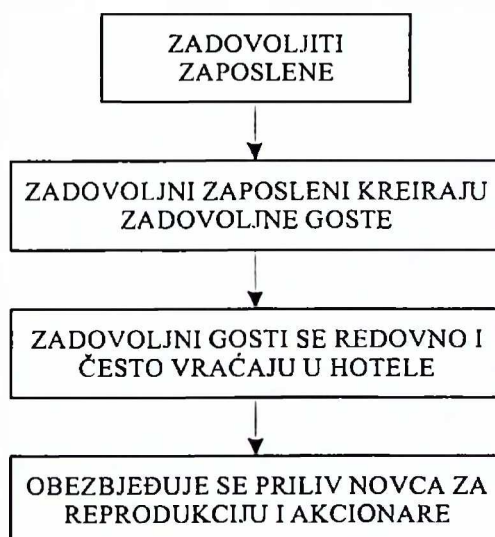 ZADOVOLJITI
ZAPOSLENE
ZADOVOLJNI ZAPOSLENI KREIRAJU
ZADOVOLJNE GOSTE
ZADOVOLJNI GOSTI SE REDOVNO I
ČESTO VRAĆAJU U HOTELE
OBEZBJEĐUJE SE PRILIV NOVCA ZA
REPRODUKCIJU I AKCIONARE